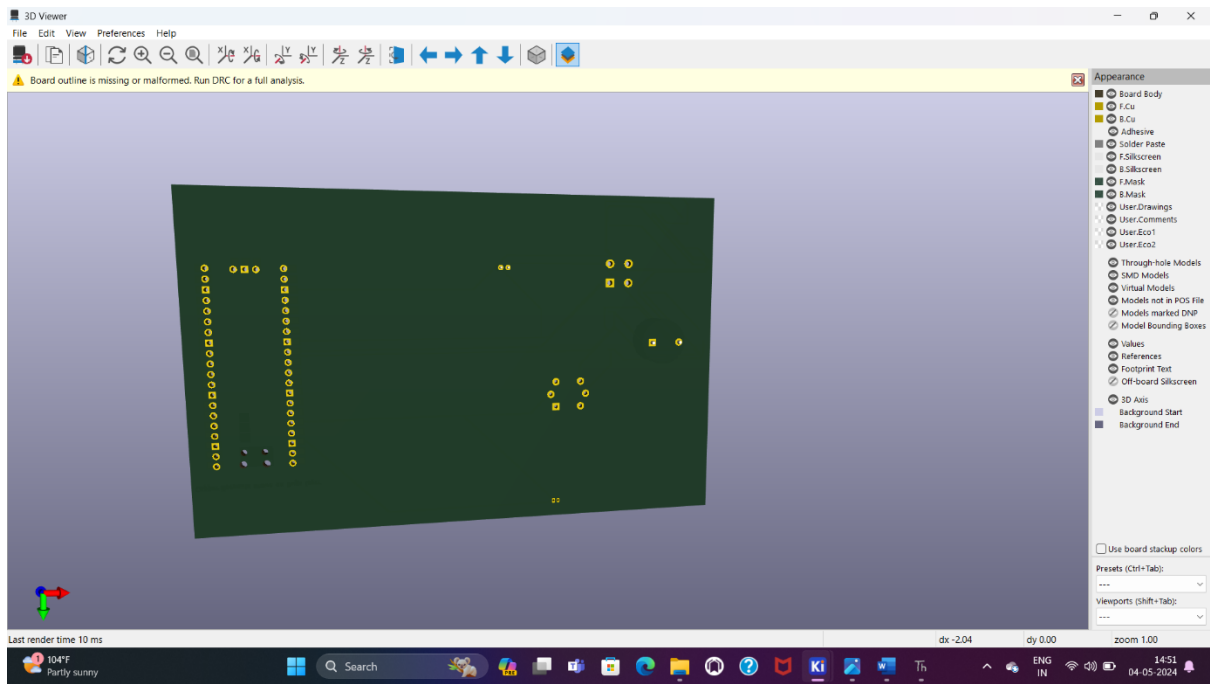 3D Viewer
File Edit View Preferences Help
Board outline is missing or malformed. Run DRC for a full analysis.
Appearance
Board Body
F.Cu
B.Cu
Adhesive
Solder Paste
F.Silkscreen
B.Silkscreen
F.Mask
B.Mask
User.Drawings
User.Comments
User.Eco1
User.Eco2
Through-hole Models
SMD Models
Virtual Models
Models not in POS File
Models marked DNP
Model Bounding Boxes
Values
References
Footprint Text
Off-board Silkscreen
3D Axis
Background Start
Background End
Use board stackup colors
Presets (Ctrl+Tab):
---
Viewports (Shift+Tab):
---
Last render time 10 ms
dx -2.04
dy 0.00
zoom 1.00
1
104°F
Partly sunny
Search
PRE
Ki
W
Th
ENG
IN
14:51
04-05-2024